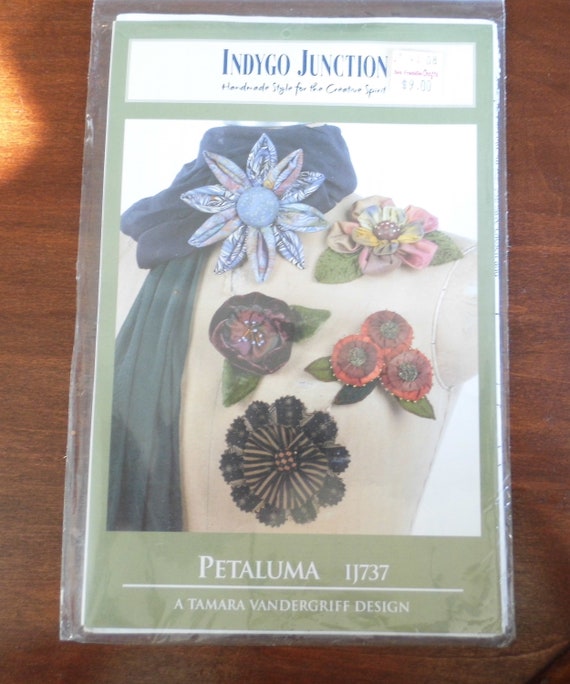 INDYGO JUNCTION
Handmade Style for the Creative Spirit
$9.00
PETALUMA IJ737
A TAMARA VANDERGRIFF DESIGN